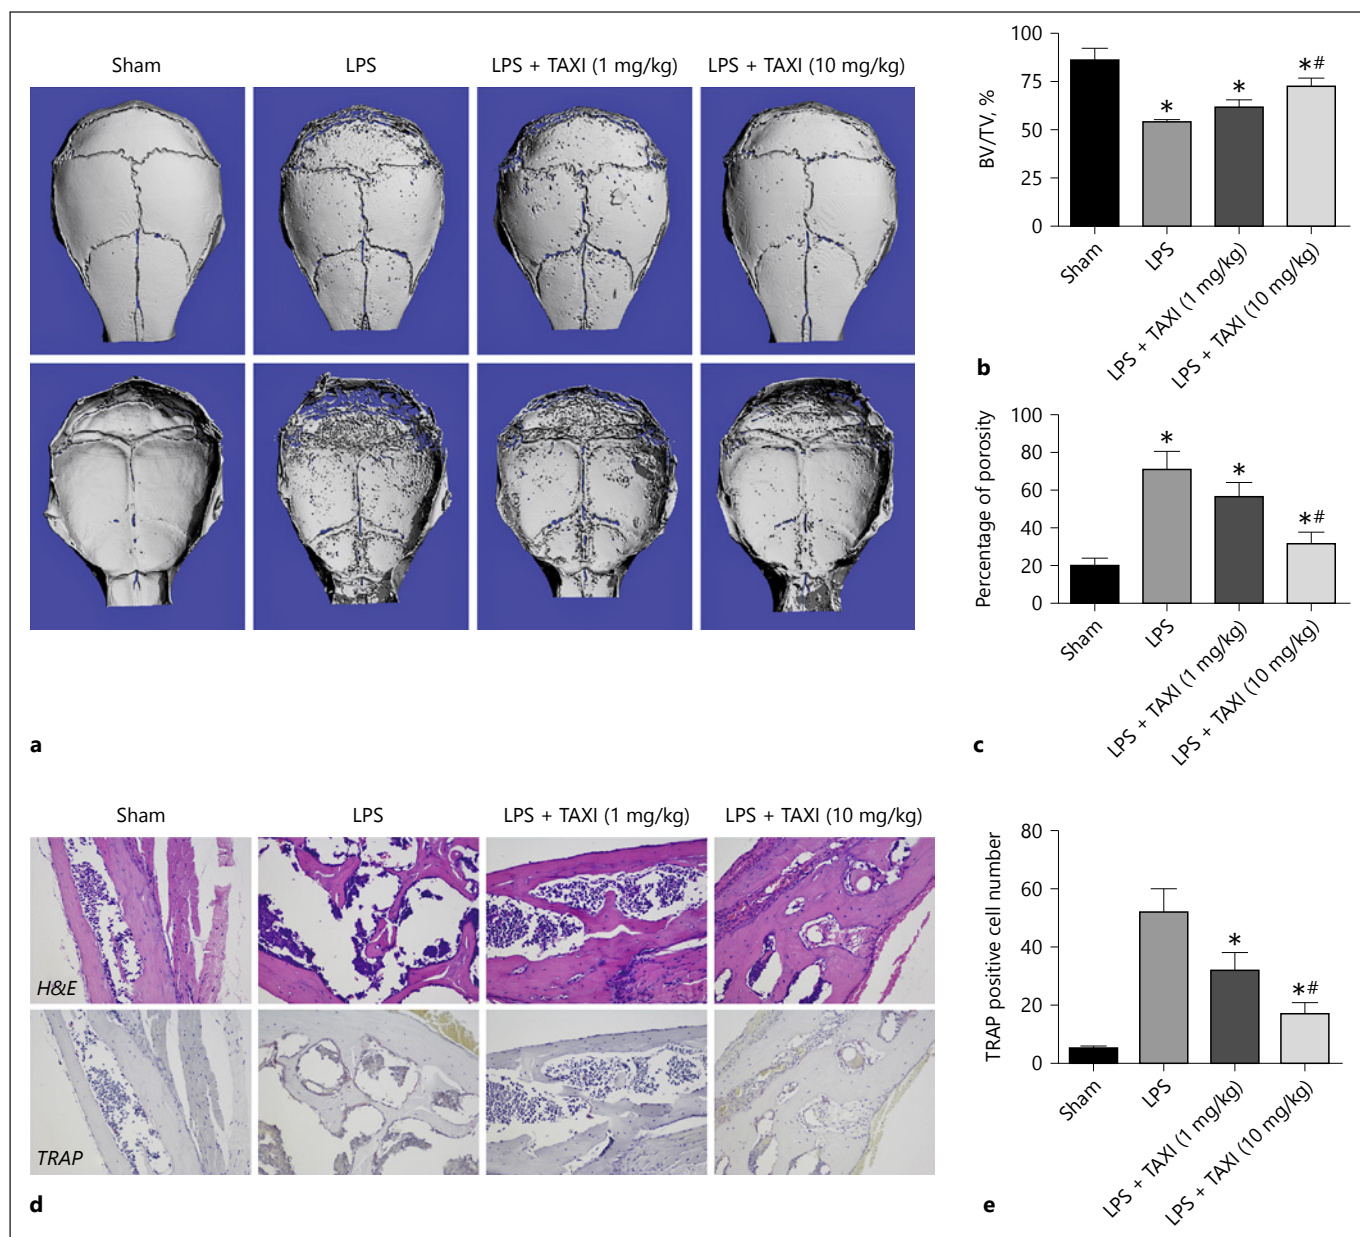 Sham
LPS
LPS + TAXI (1 mg/kg)
LPS + TAXI (10 mg/kg)
a
BV/TV, %
100
75
50
25
0
*
*
*#
Sham
LPS
LPS + TAXI (1 mg/kg)
LPS + TAXI (10 mg/kg)
b
Percentage of porosity
100
80
60
40
20
0
*
*
*#
Sham
LPS
LPS + TAXI (1 mg/kg)
LPS + TAXI (10 mg/kg)
c
Sham
LPS
LPS + TAXI (1 mg/kg)
LPS + TAXI (10 mg/kg)
H&E
TRAP
d
TRAP positive cell number
80
60
40
20
0
*
*#
Sham
LPS
LPS + TAXI (1 mg/kg)
LPS + TAXI (10 mg/kg)
e